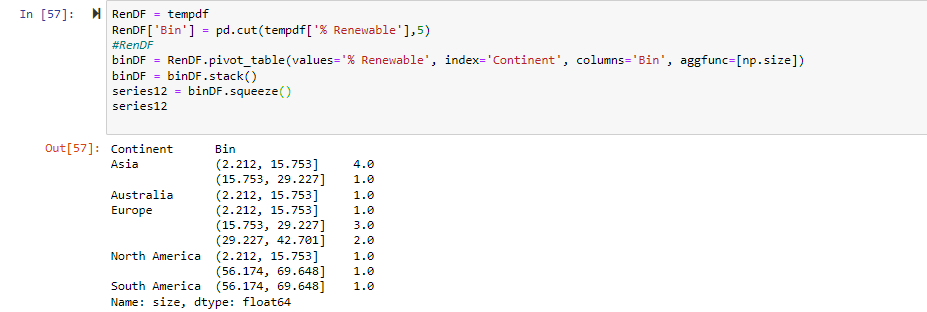 In [57]: RenDF = tempdf
RenDF['Bin'] = pd.cut(tempdf['% Renewable'],5)
#RenDF
binDF = RenDF.pivot_table(values='% Renewable', index='Continent', columns='Bin', aggfunc=[np.size])
binDF = binDF.stack()
series12 = binDF.squeeze()
series12
Out[57]: Continent Bin
Asia (2.212, 15.753] 4.0
(15.753, 29.227] 1.0
Australia (2.212, 15.753] 1.0
Europe (2.212, 15.753] 1.0
(15.753, 29.227] 3.0
(29.227, 42.701] 2.0
North America (2.212, 15.753] 1.0
(56.174, 69.648] 1.0
South America (56.174, 69.648] 1.0
Name: size, dtype: float64